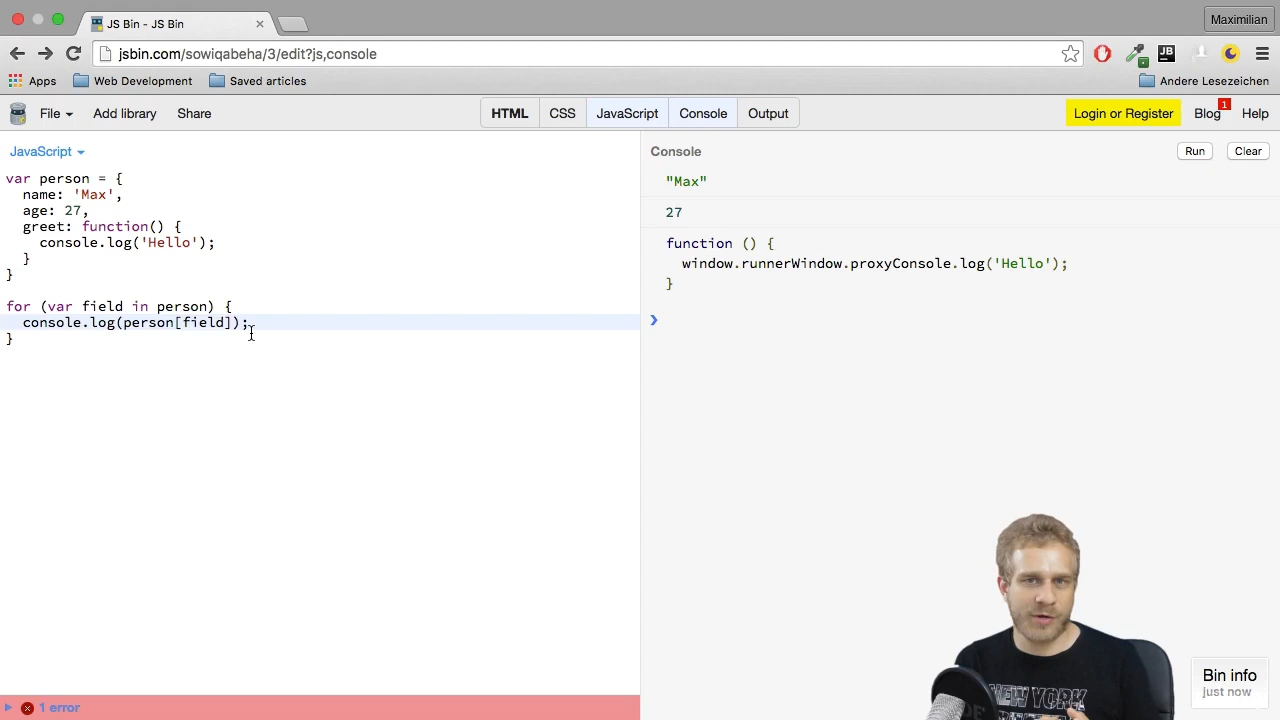 JS Bin - JS Bin
Maximilian
jsbin.com/sowiqabeha/3/edit?js,console
JB
Apps
Web Development
Saved articles
Andere Lesezeichen
File
Add library
Share
HTML
CSS
JavaScript
Console
Output
Login or Register
Blog
1
Help
JavaScript
var person = {
name: 'Max',
age: 27,
greet: function() {
console.log('Hello');
}
}
for (var field in person) {
console.log(person[field]);
}
1 error
Console
Run
Clear
"Max"
27
function () {
window.runnerWindow.proxyConsole.log('Hello');
}
NEW YORK
Bin info
just now